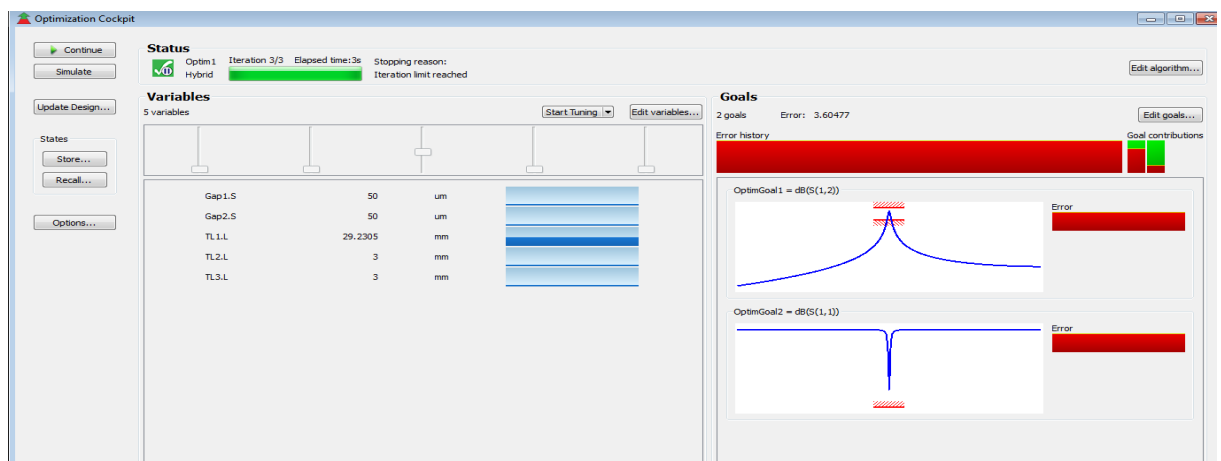 Optimization Cockpit
Continue
Simulate
Update Design...
States
Store...
Recall...
Options...
Status
Optim1 Iteration 3/3 Elapsed time:3s Stopping reason:
Hybrid Iteration limit reached
Edit algorithm...
Variables
5 variables Start Tuning Edit variables...
Gap1.S 50 um
Gap2.S 50 um
TL1.L 29.2305 mm
TL2.L 3 mm
TL3.L 3 mm
Goals
2 goals Error: 3.60477 Edit goals...
Error history Goal contributions
OptimGoal1 = dB(S(1,2))
Error
OptimGoal2 = dB(S(1,1))
Error